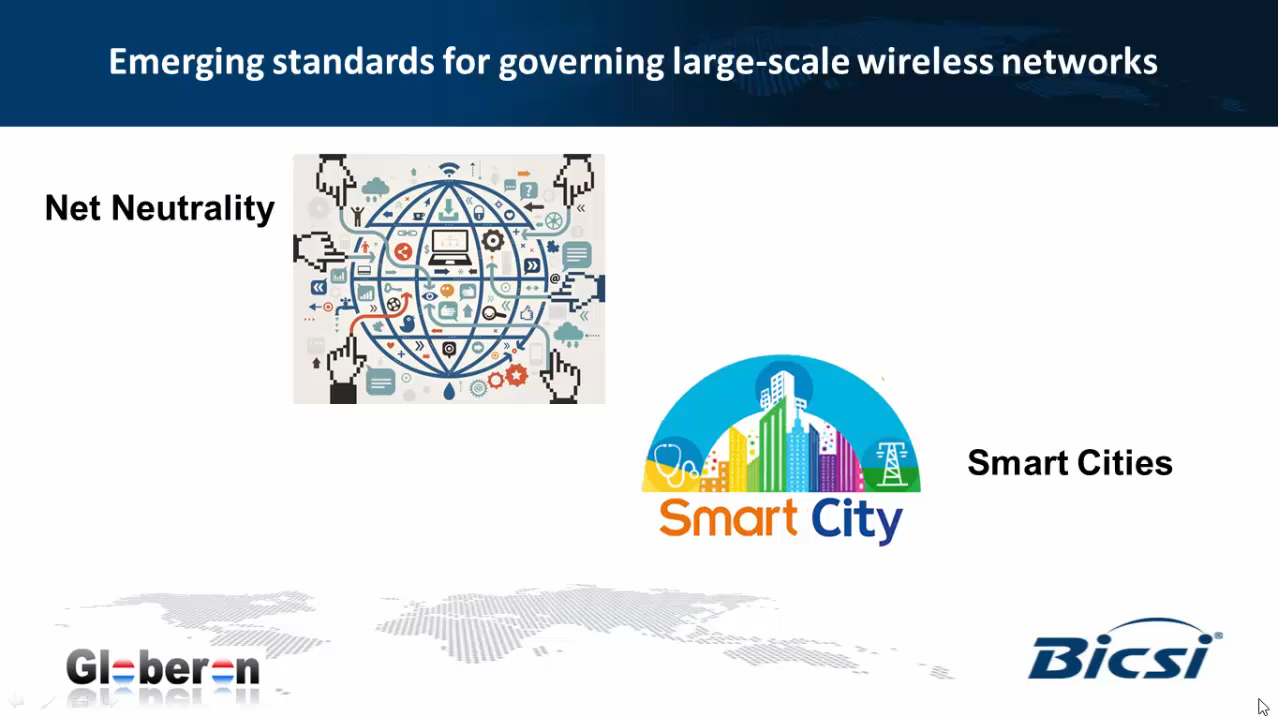 Emerging standards for governing large-scale wireless networks
Net Neutrality
Smart Cities
Smart City
Globeron
Bicsi®